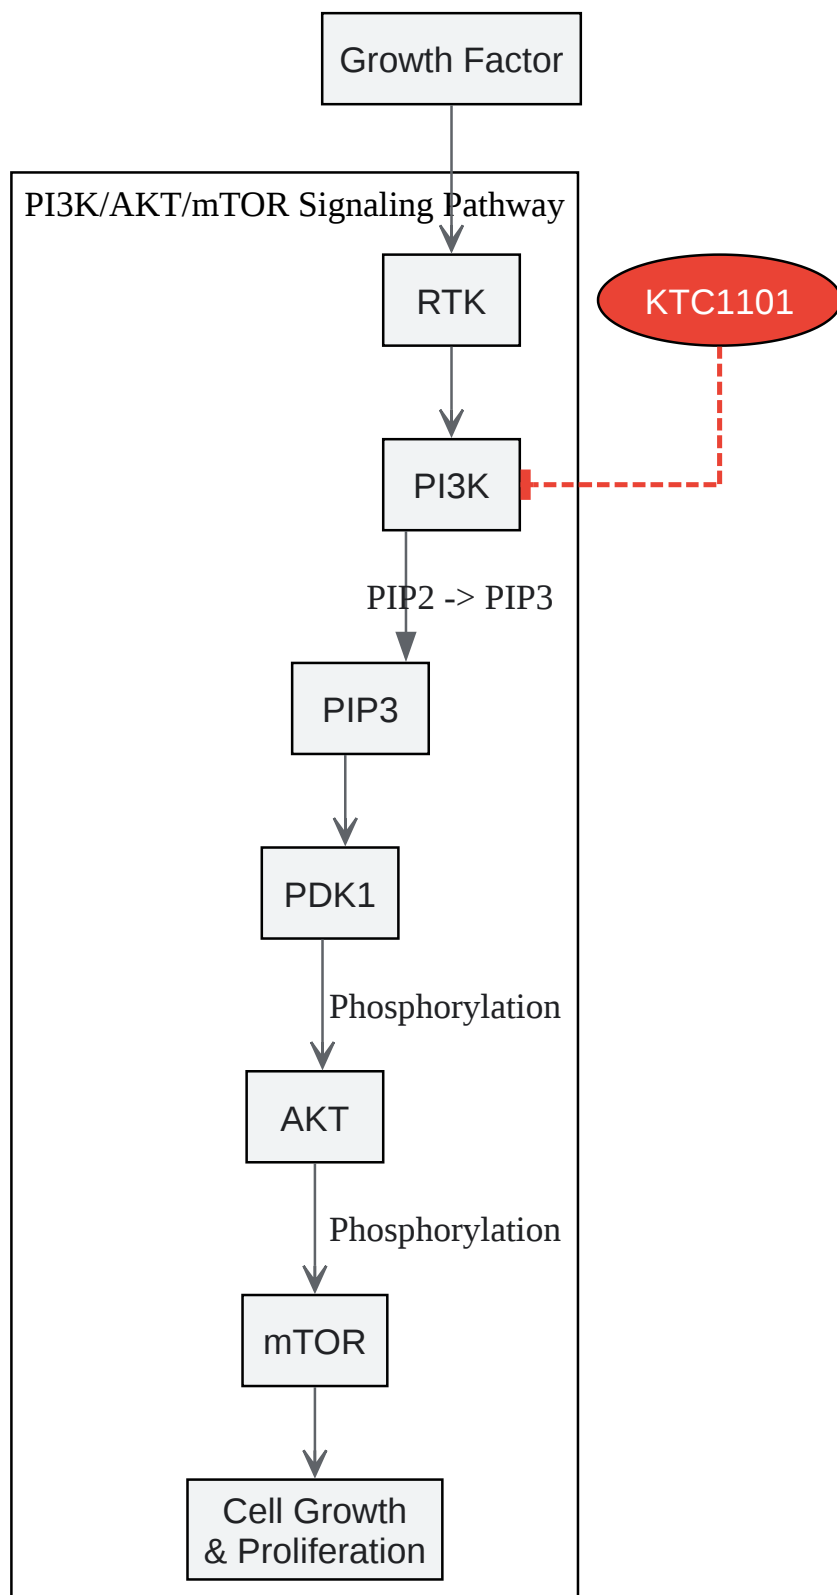 Growth Factor
PI3K/AKT/mTOR Signaling Pathway
RTK
KTC1101
PI3K
PIP2 -> PIP3
PIP3
PDK1
Phosphorylation
AKT
Phosphorylation
mTOR
Cell Growth
& Proliferation